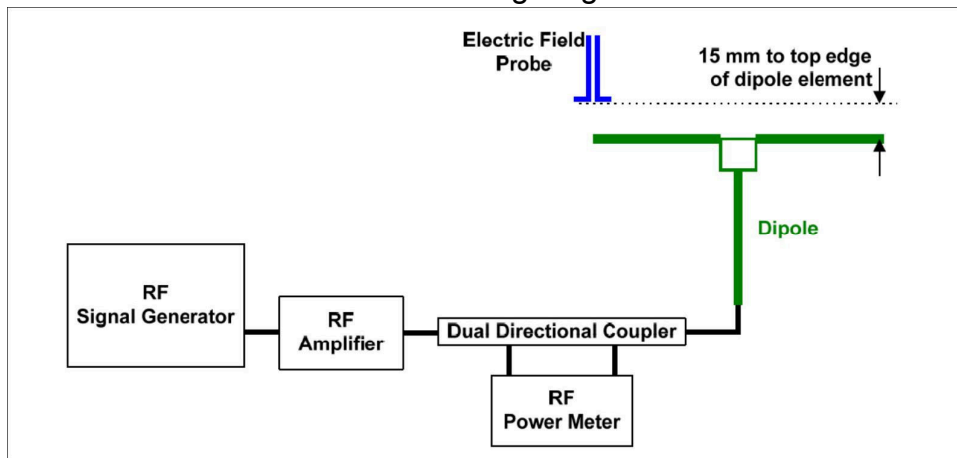 Electric Field
Probe
15 mm to top edge
of dipole element
Dipole
RF
Signal Generator
RF
Amplifier
Dual Directional Coupler
RF
Power Meter